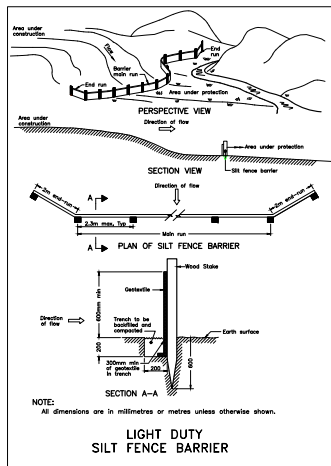 Area under
construction
Flow
Barrier
main run
End
run
End run
Area under protection
PERSPECTIVE VIEW
Area under
construction
Direction of flow
Area under protection
Silt fence barrier
SECTION VIEW
Direction
of flow
2m end-run
A
2m end-run
2.3m max. Typ
Main run
A
PLAN OF SILT FENCE BARRIER
Wood Stake
Geotextile
600mm min
Direction
of flow
Trench to be
backfilled and
compacted
Earth surface
200
300mm min
of geotextile
in trench
200
600
SECTION A-A
NOTE:
All dimensions are in millimetres or metres unless otherwise shown.
LIGHT DUTY
SILT FENCE BARRIER